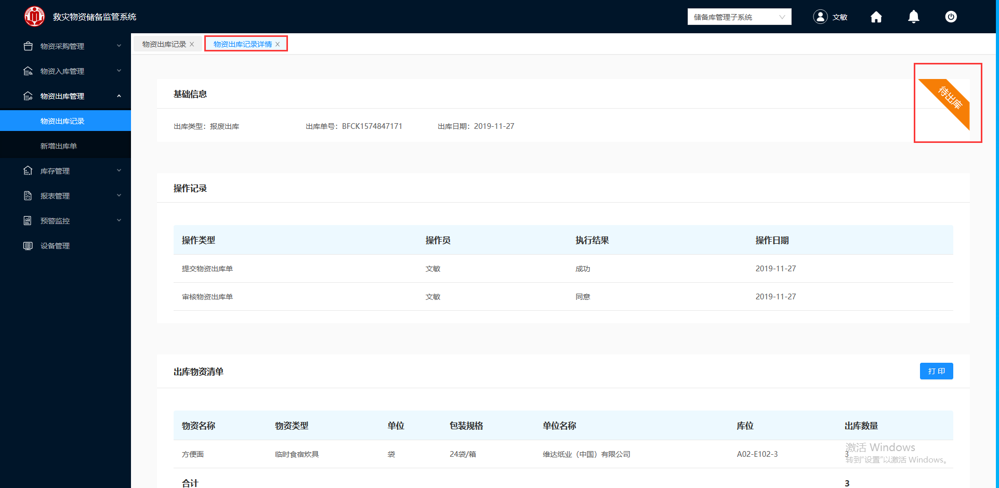 救灾物资储备监管系统
储备库管理子系统
文敏
物资采购管理
物资入库管理
物资出库管理
物资出库记录
新增出库单
库存管理
报表管理
预警监控
设备管理
物资出库记录
物资出库记录详情
基础信息
待出库
出库类型：报废出库 出库单号：BFCK1574847171 出库日期：2019-11-27
操作记录
操作类型 操作员 执行结果 操作日期
提交物资出库单 文敏 成功 2019-11-27
审核物资出库单 文敏 同意 2019-11-27
出库物资清单
打 印
物资名称 物资类型 单位 包装规格 单位名称 库位 出库数量
方便面 临时食宿炊具 袋 24袋/箱 维达纸业（中国）有限公司 A02-E102-3 3
合计 3
激活 Windows
转到"设置"以激活 Windows。